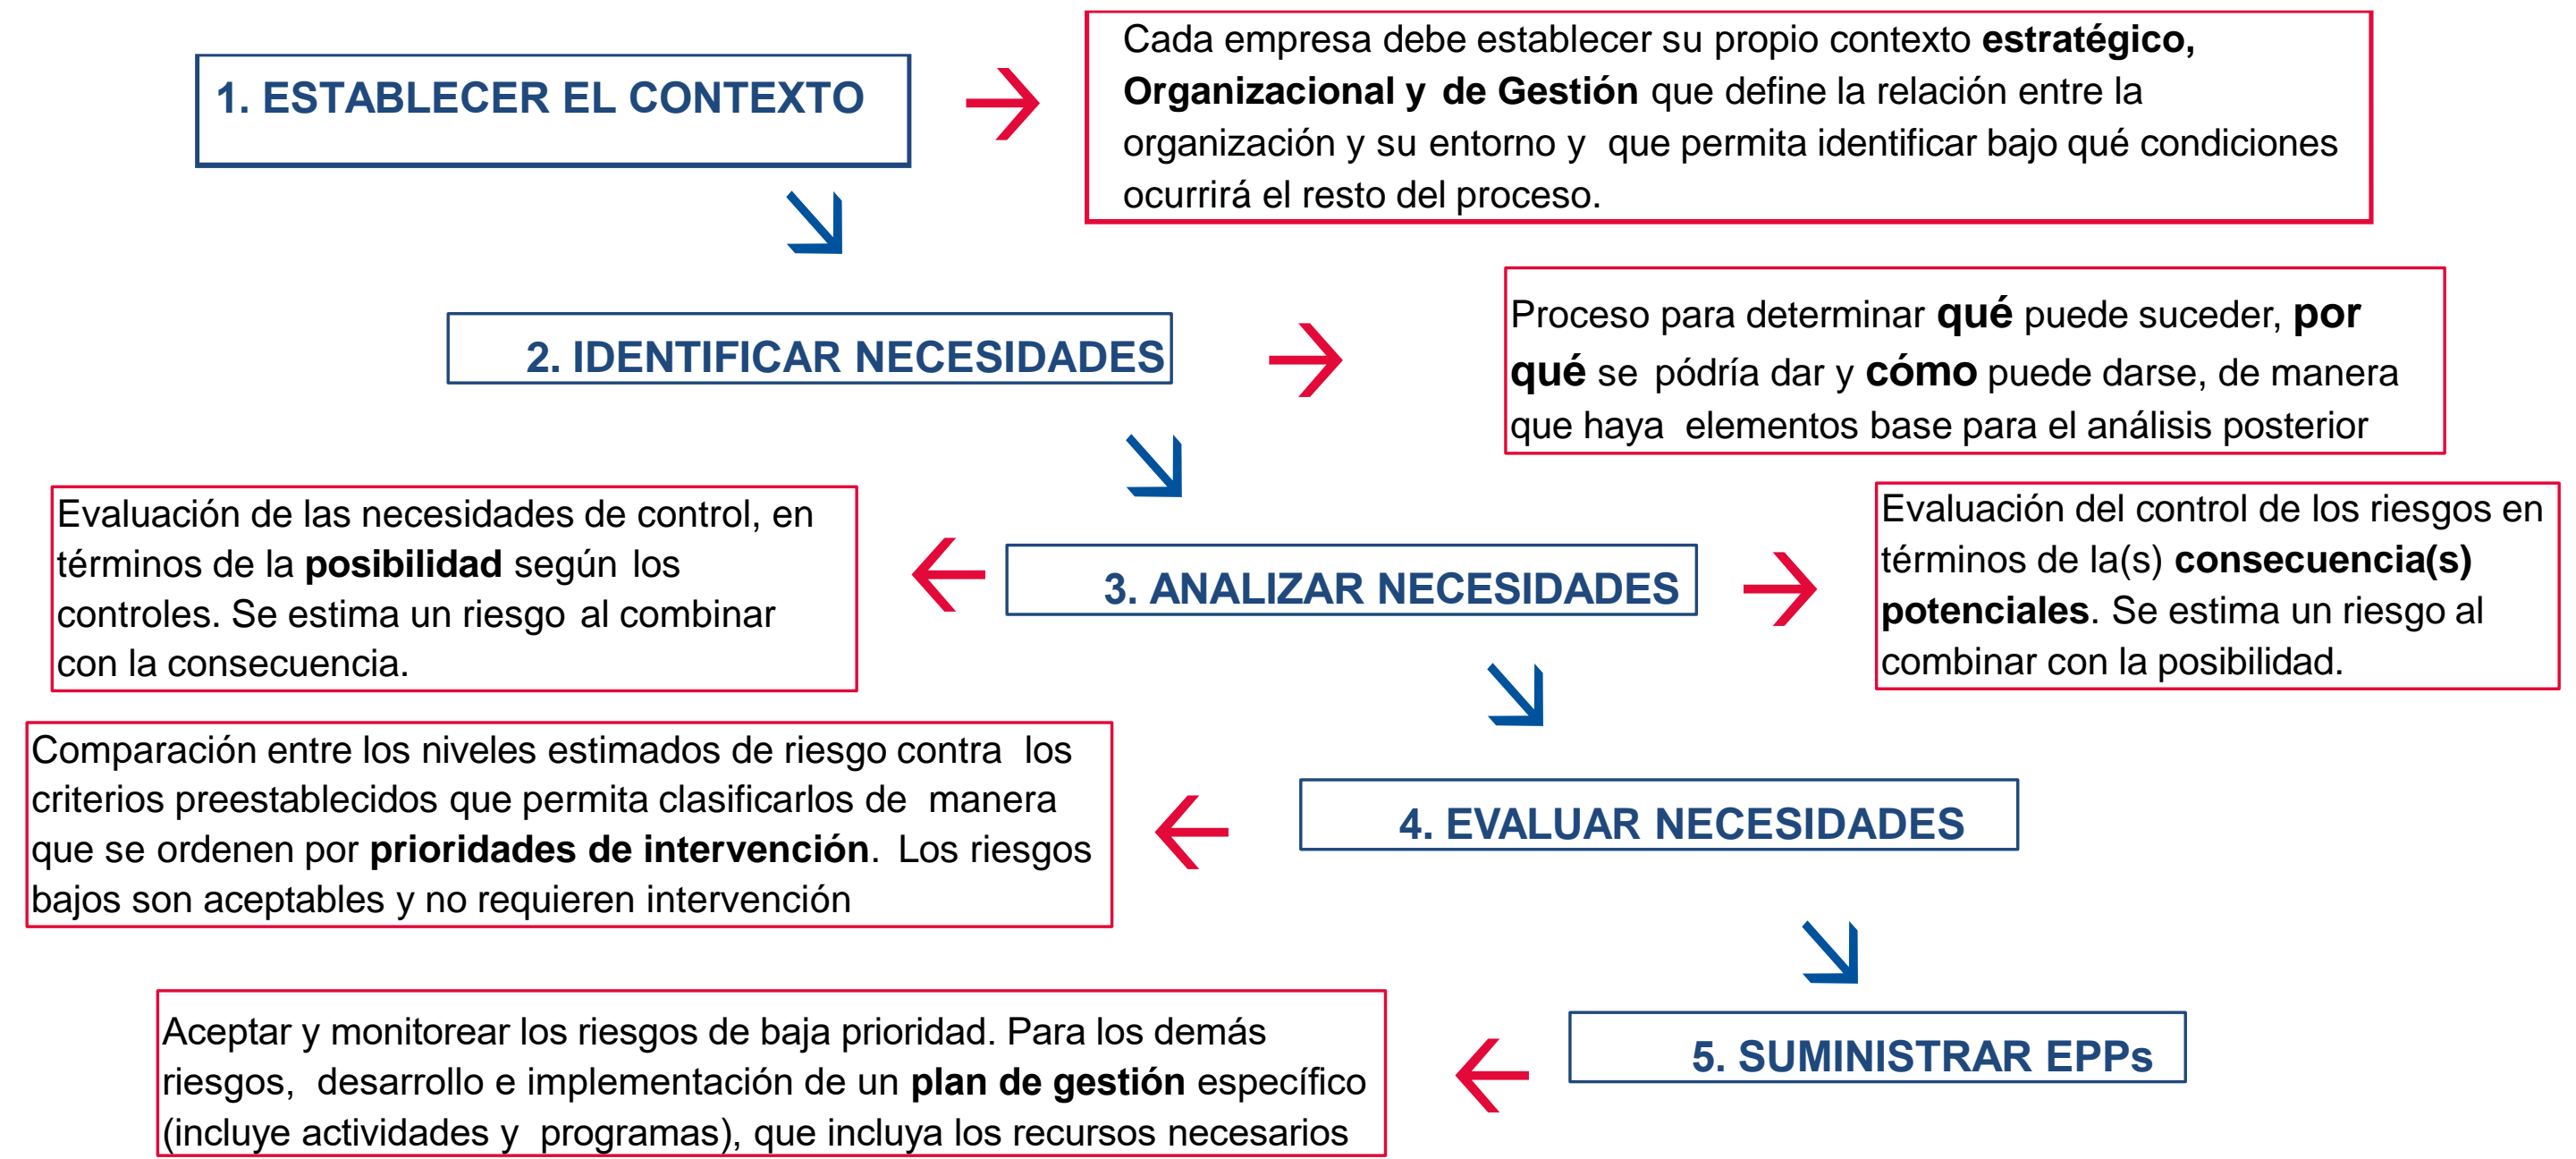 1. ESTABLECER EL CONTEXTO
Cada empresa debe establecer su propio contexto estratégico,
Organizacional y de Gestión que define la relación entre la
organización y su entorno y que permita identificar bajo qué condiciones
ocurrirá el resto del proceso.
2. IDENTIFICAR NECESIDADES
Proceso para determinar qué puede suceder, por
qué se pódría dar y cómo puede darse, de manera
que haya elementos base para el análisis posterior
Evaluación de las necesidades de control, en
términos de la posibilidad según los
controles. Se estima un riesgo al combinar
con la consecuencia.
3. ANALIZAR NECESIDADES
Evaluación del control de los riesgos en
términos de la(s) consecuencia(s)
potenciales. Se estima un riesgo al
combinar con la posibilidad.
Comparación entre los niveles estimados de riesgo contra los
criterios preestablecidos que permita clasificarlos de manera
que se ordenen por prioridades de intervención. Los riesgos
bajos son aceptables y no requieren intervención
4. EVALUAR NECESIDADES
Aceptar y monitorear los riesgos de baja prioridad. Para los demás
riesgos, desarrollo e implementación de un plan de gestión específico
(incluye actividades y programas), que incluya los recursos necesarios
5. SUMINISTRAR EPPs